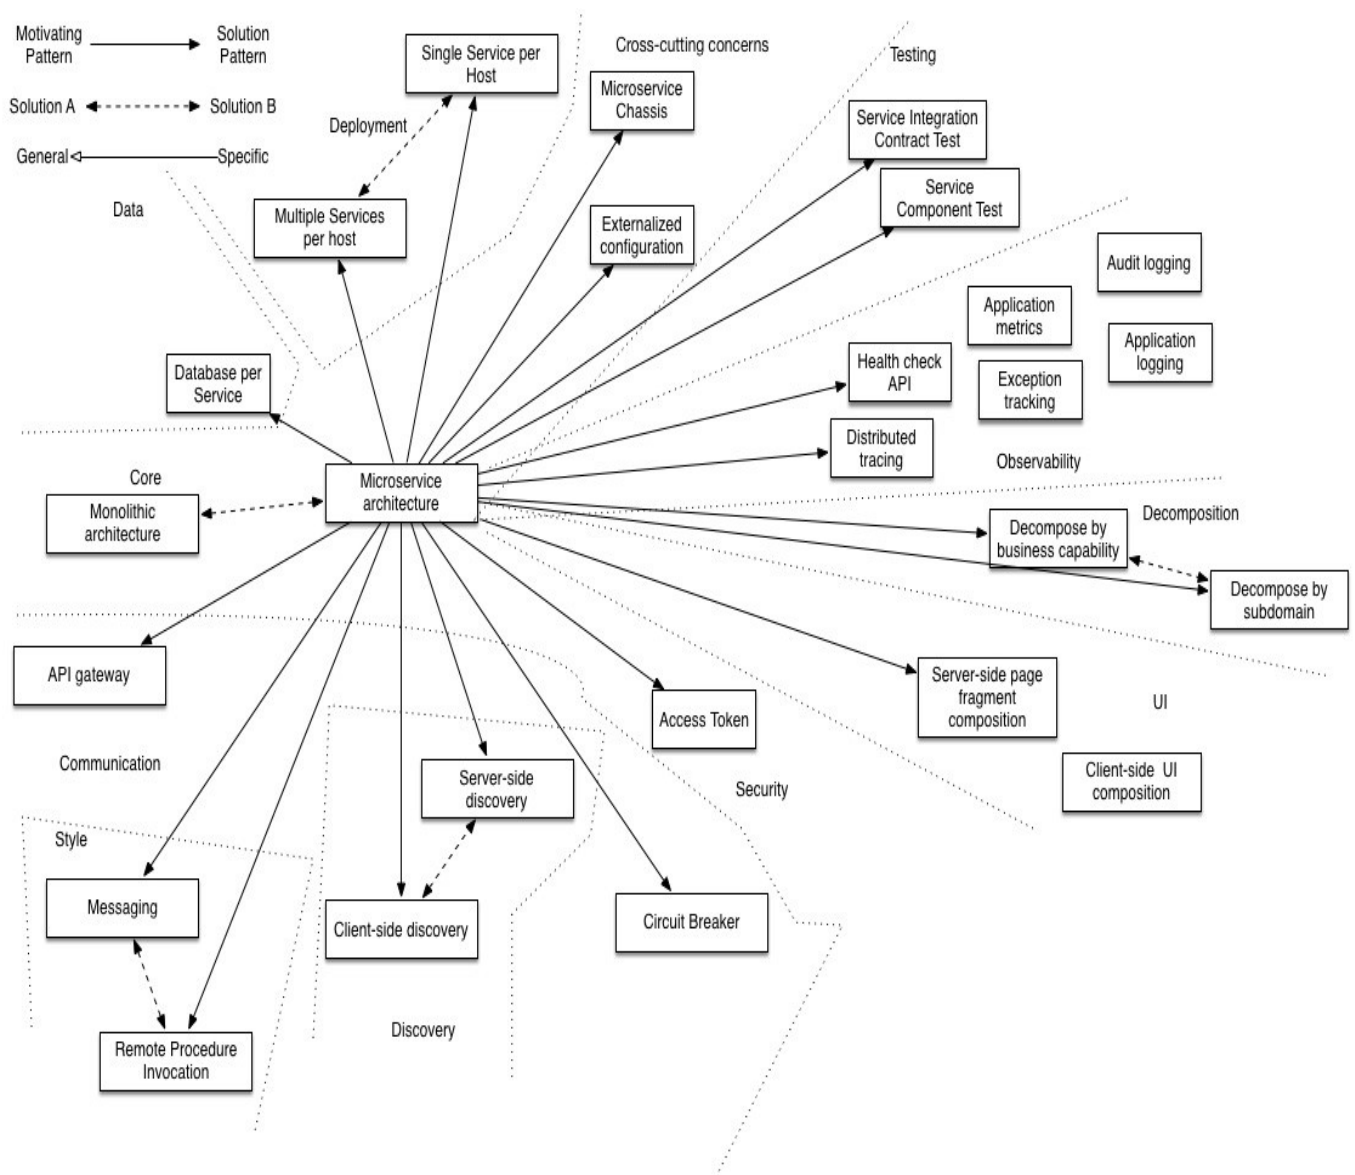 Motivating
Pattern
Solution
Pattern
Solution A
Solution B
General
Specific
Data
Deployment
Single Service per
Host
Multiple Services
per host
Cross-cutting concerns
Microservice
Chassis
Externalized
configuration
Testing
Service Integration
Contract Test
Service
Component Test
Audit logging
Application
metrics
Application
logging
Health check
API
Exception
tracking
Distributed
tracing
Observability
Database per
Service
Core
Microservice
architecture
Monolithic
architecture
Decompose by
business capability
Decomposition
Decompose by
subdomain
API gateway
Communication
Server-side page
fragment
composition
UI
Client-side UI
composition
Access Token
Security
Server-side
discovery
Style
Messaging
Client-side discovery
Circuit Breaker
Discovery
Remote Procedure
Invocation